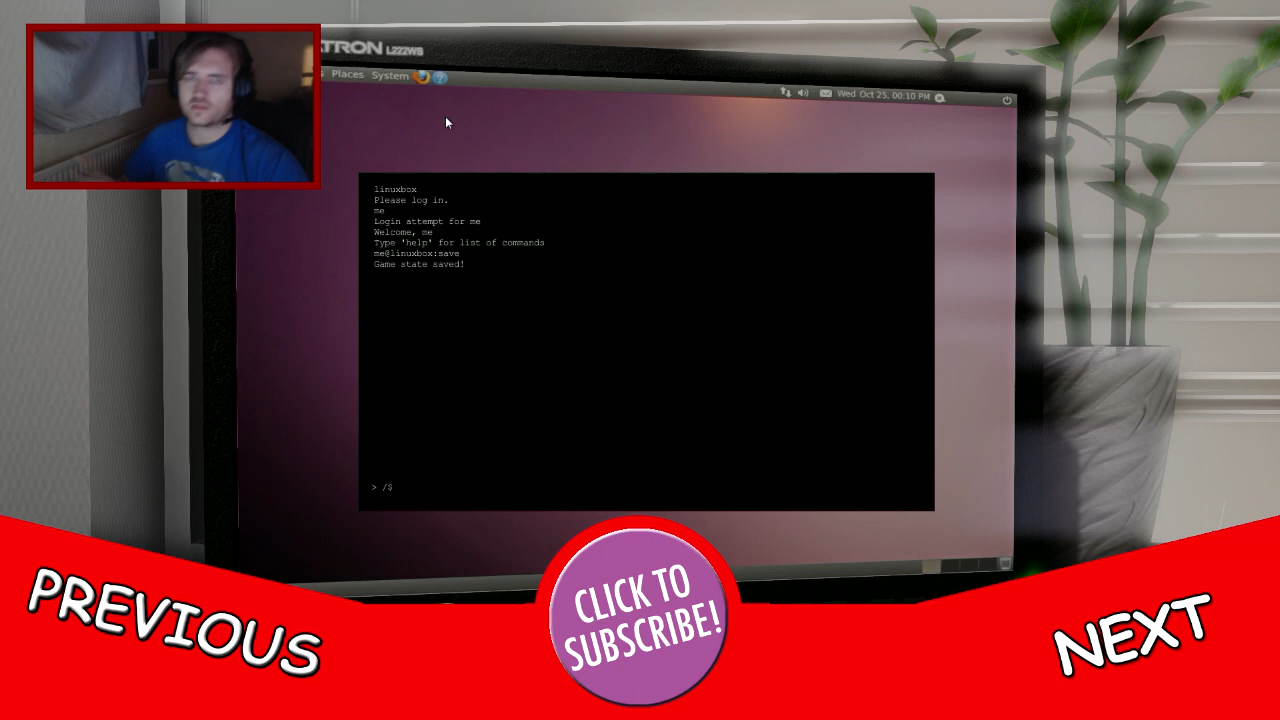 TRON L222WS
Places System
Wed Oct 25, 00:10 PM
linuxbox
Please log in.
me
Login attempt for me
Welcome, me
Type 'help' for list of commands
me@linuxbox:save
Game state saved!
> /$
PREVIOUS
CLICK TO
SUBSCRIBE!
NEXT